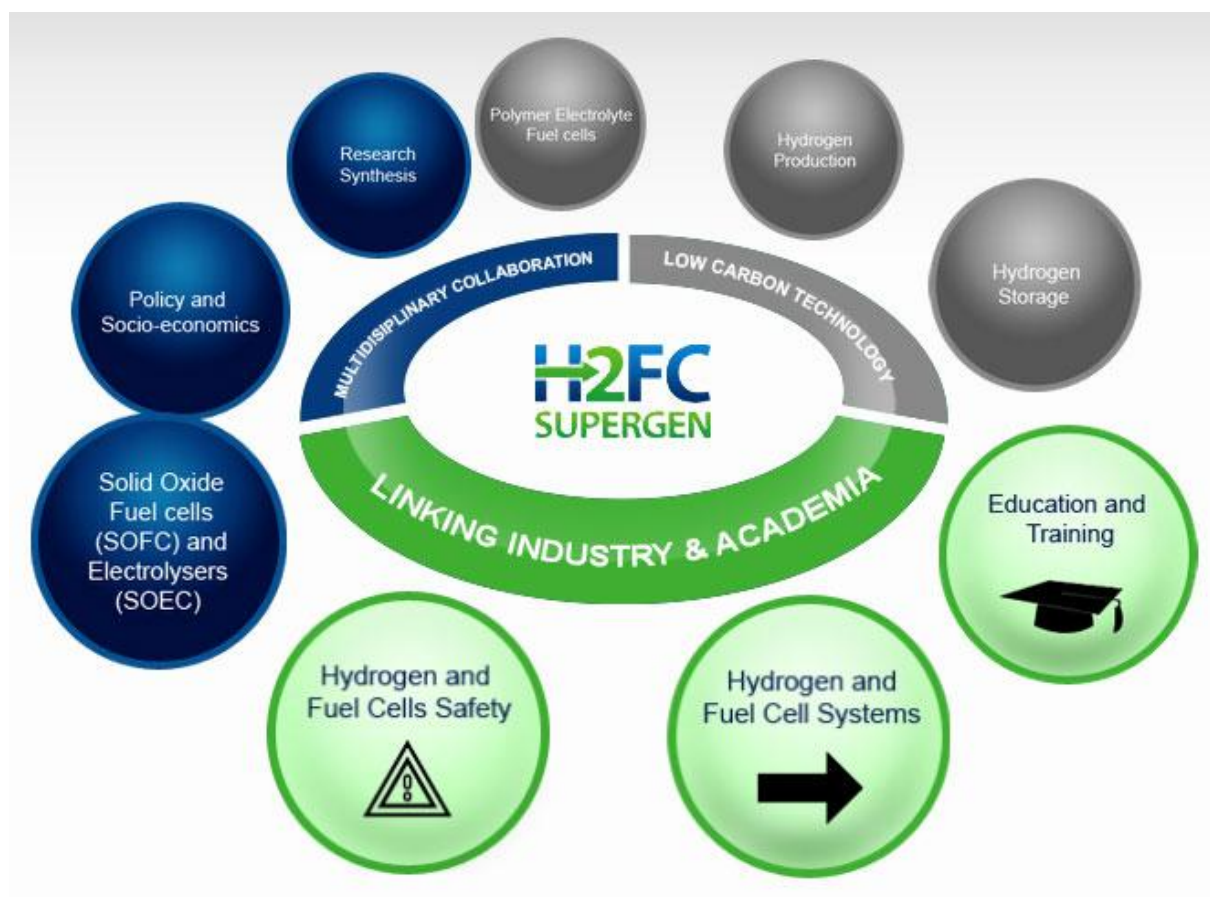 Polymer Electrolyte
Fuel cells
Hydrogen
Production
Research
Synthesis
Hydrogen
Storage
Policy and
Socio-economics
MULTIDISIPLINARY COLLABORATION
LOW CARBON TECHNOLOGY
H2FC
SUPERGEN
LINKING INDUSTRY & ACADEMIA
Solid Oxide
Fuel cells
(SOFC) and
Electrolysers
(SOEC)
Education and
Training
Hydrogen and
Fuel Cells Safety
Hydrogen and
Fuel Cell Systems